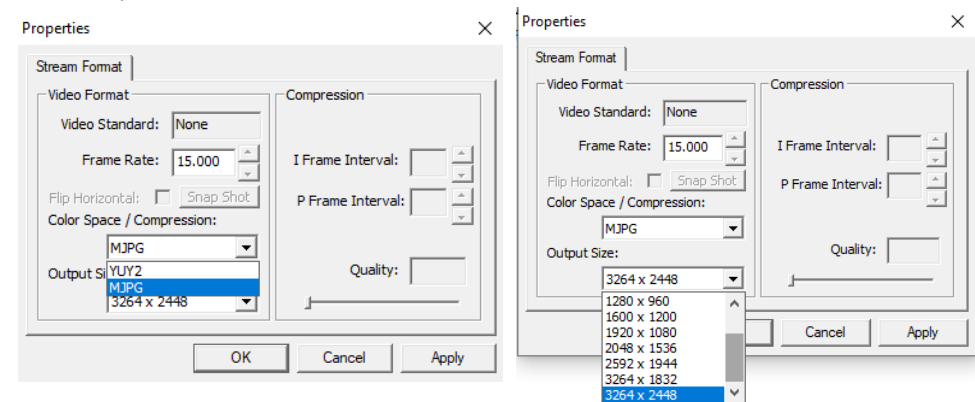 Properties
Stream Format
Video Format
Video Standard: None
Frame Rate: 15.000
Flip Horizontal: Snap Shot
Color Space / Compression:
MJPG
YUY2
MJPG
Output Si
3264 x 2448
Compression
I Frame Interval:
P Frame Interval:
Quality:
OK Cancel Apply
Properties
Stream Format
Video Format
Video Standard: None
Frame Rate: 15.000
Flip Horizontal: Snap Shot
Color Space / Compression:
MJPG
Output Size:
3264 x 2448
1280 x 960
1600 x 1200
1920 x 1080
2048 x 1536
2592 x 1944
3264 x 1832
3264 x 2448
Compression
I Frame Interval:
P Frame Interval:
Quality:
Cancel Apply